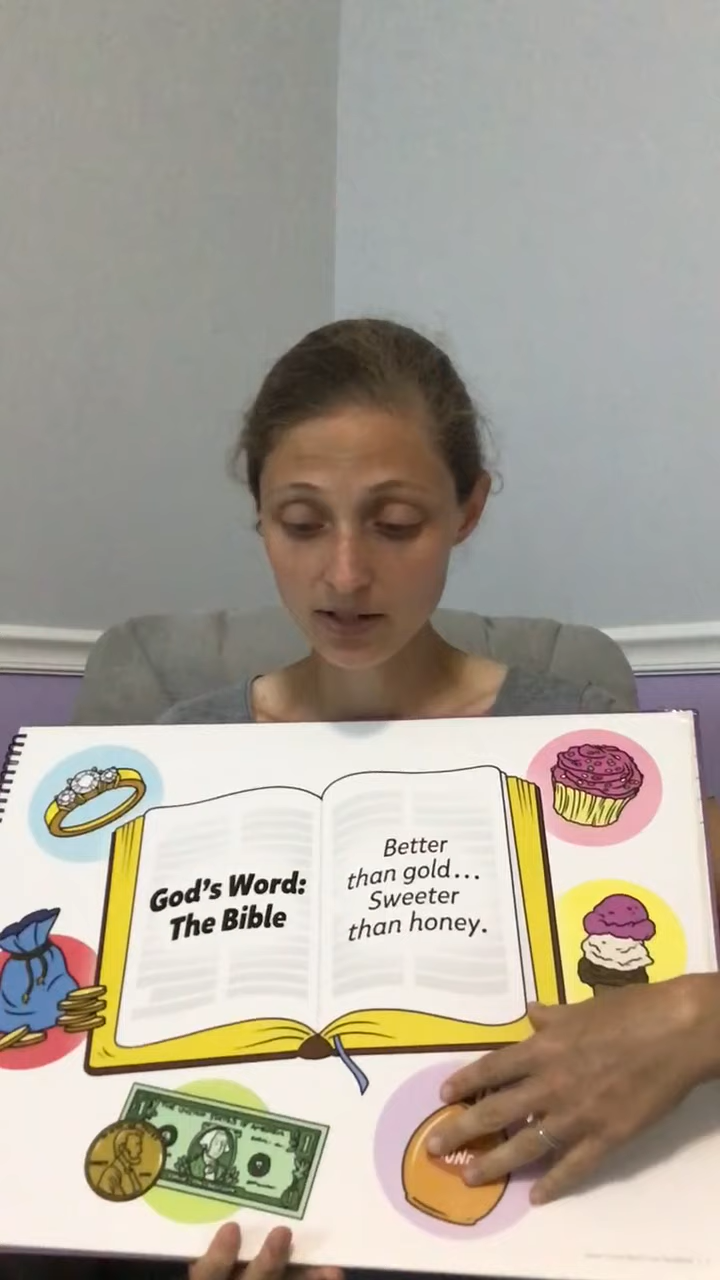 God's Word:
The Bible
Better
than gold...
Sweeter
than honey.